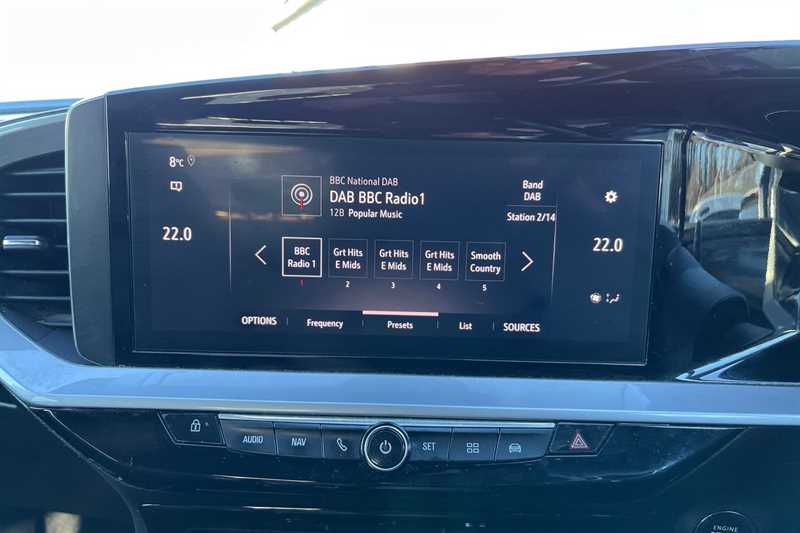 8°C
BBC National DAB
DAB BBC Radio1
12B Popular Music
Band
DAB
Station 2/14
22.0
22.0
BBC
Radio 1
Grt Hits
E Mids
Grt Hits
E Mids
Grt Hits
E Mids
Smooth
Country
1
2
3
4
5
OPTIONS
Frequency
Presets
List
SOURCES
AUDIO
NAV
SET
ENGINE